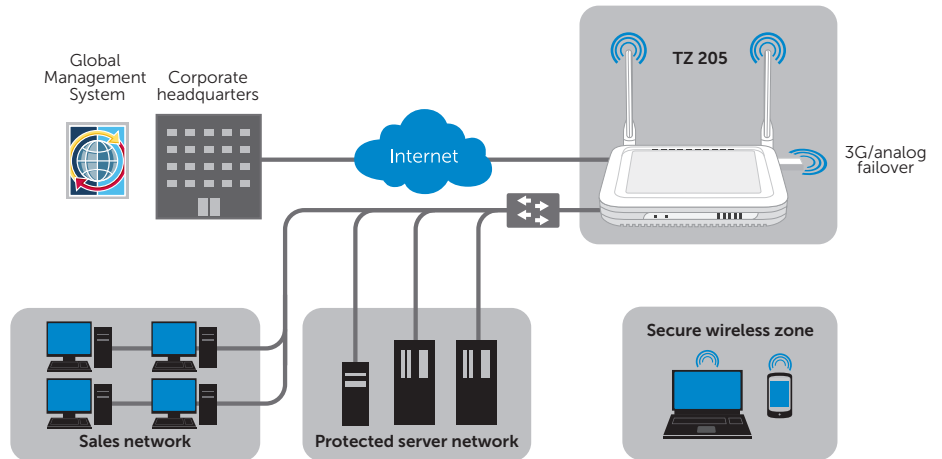 Global
Management
System
Corporate
headquarters
Internet
TZ 205
3G/analog
failover
Sales network
Protected server network
Secure wireless zone